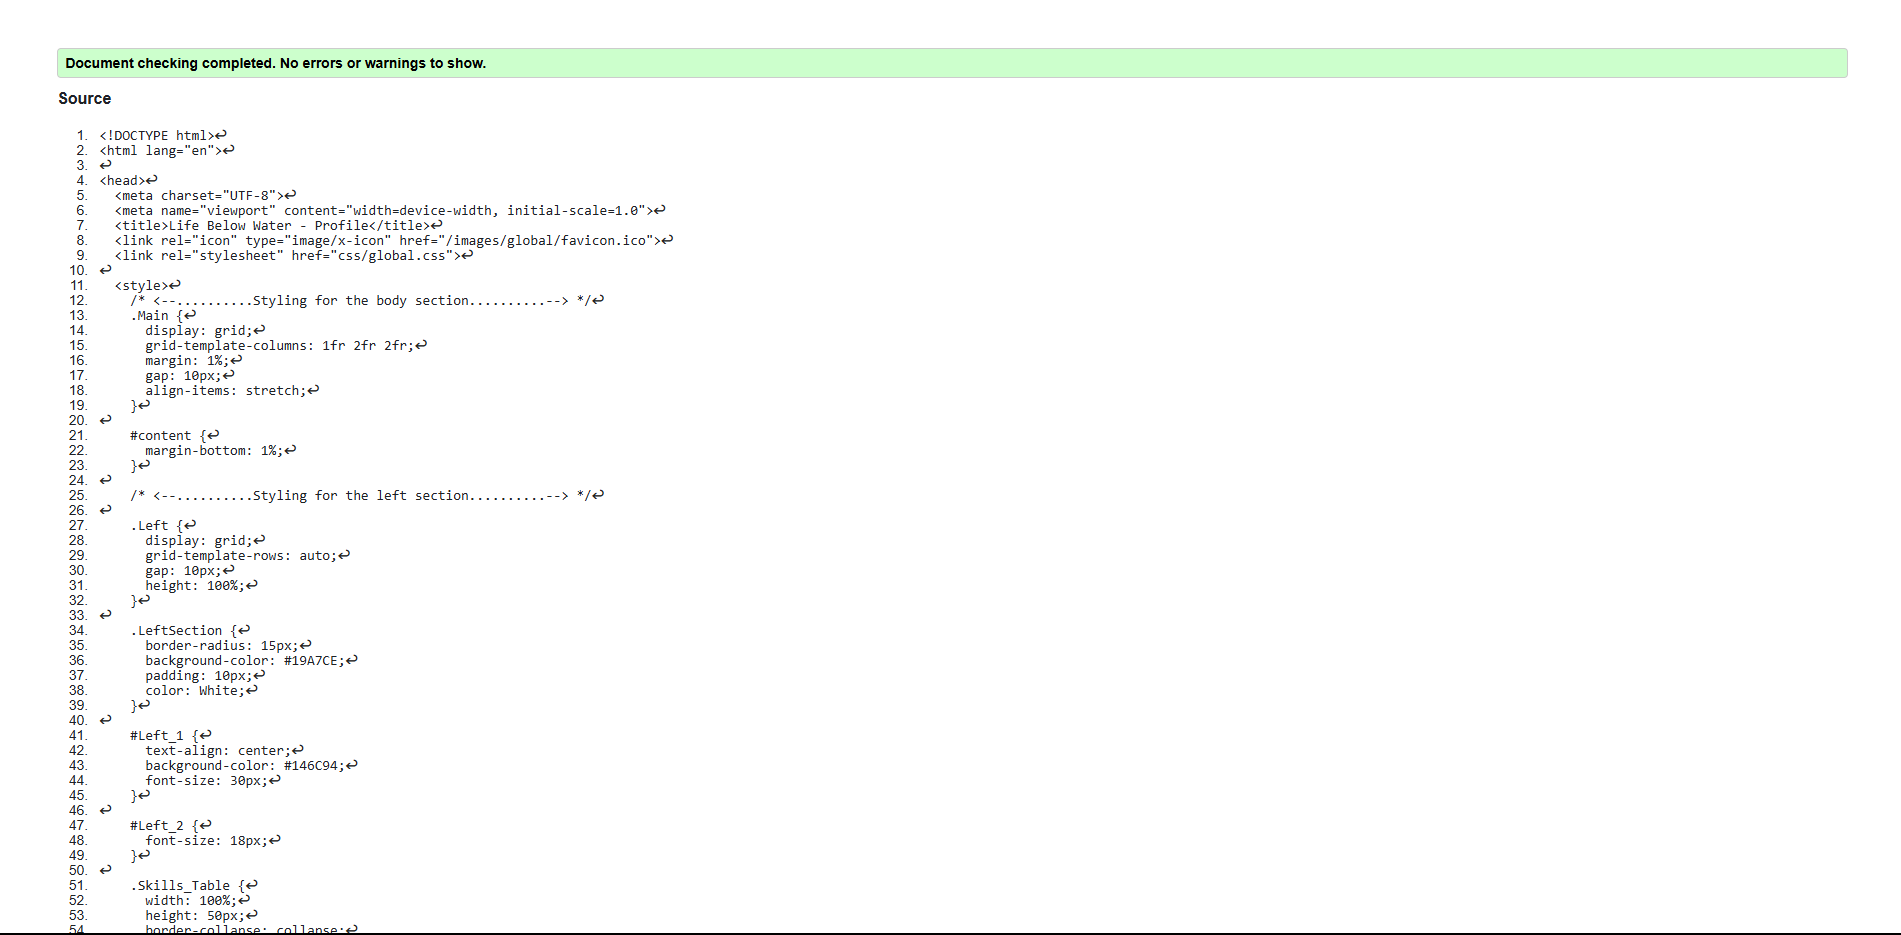 Document checking completed. No errors or warnings to show.
Source
1. <!DOCTYPE html>↩
2. <html lang="en">↩
3. ↩
4. <head>↩
5.   <meta charset="UTF-8">↩
6.   <meta name="viewport" content="width=device-width, initial-scale=1.0">↩
7.   <title>Life Below Water - Profile</title>↩
8.   <link rel="icon" type="image/x-icon" href="/images/global/favicon.ico">↩
9.   <link rel="stylesheet" href="css/global.css">↩
10. ↩
11.   <style>↩
12.     /* <--..........Styling for the body section..........--> */↩
13.     .Main {↩
14.       display: grid;↩
15.       grid-template-columns: 1fr 2fr 2fr;↩
16.       margin: 1%;↩
17.       gap: 10px;↩
18.       align-items: stretch;↩
19.     }↩
20. ↩
21.     #content {↩
22.       margin-bottom: 1%;↩
23.     }↩
24. ↩
25.     /* <--..........Styling for the left section..........--> */↩
26. ↩
27.     .Left {↩
28.       display: grid;↩
29.       grid-template-rows: auto;↩
30.       gap: 10px;↩
31.       height: 100%;↩
32.     }↩
33. ↩
34.     .LeftSection {↩
35.       border-radius: 15px;↩
36.       background-color: #19A7CE;↩
37.       padding: 10px;↩
38.       color: White;↩
39.     }↩
40. ↩
41.     #Left_1 {↩
42.       text-align: center;↩
43.       background-color: #146C94;↩
44.       font-size: 30px;↩
45.     }↩
46. ↩
47.     #Left_2 {↩
48.       font-size: 18px;↩
49.     }↩
50. ↩
51.     .Skills_Table {↩
52.       width: 100%;↩
53.       height: 50px;↩
54.       border-collapse: collapse;↩